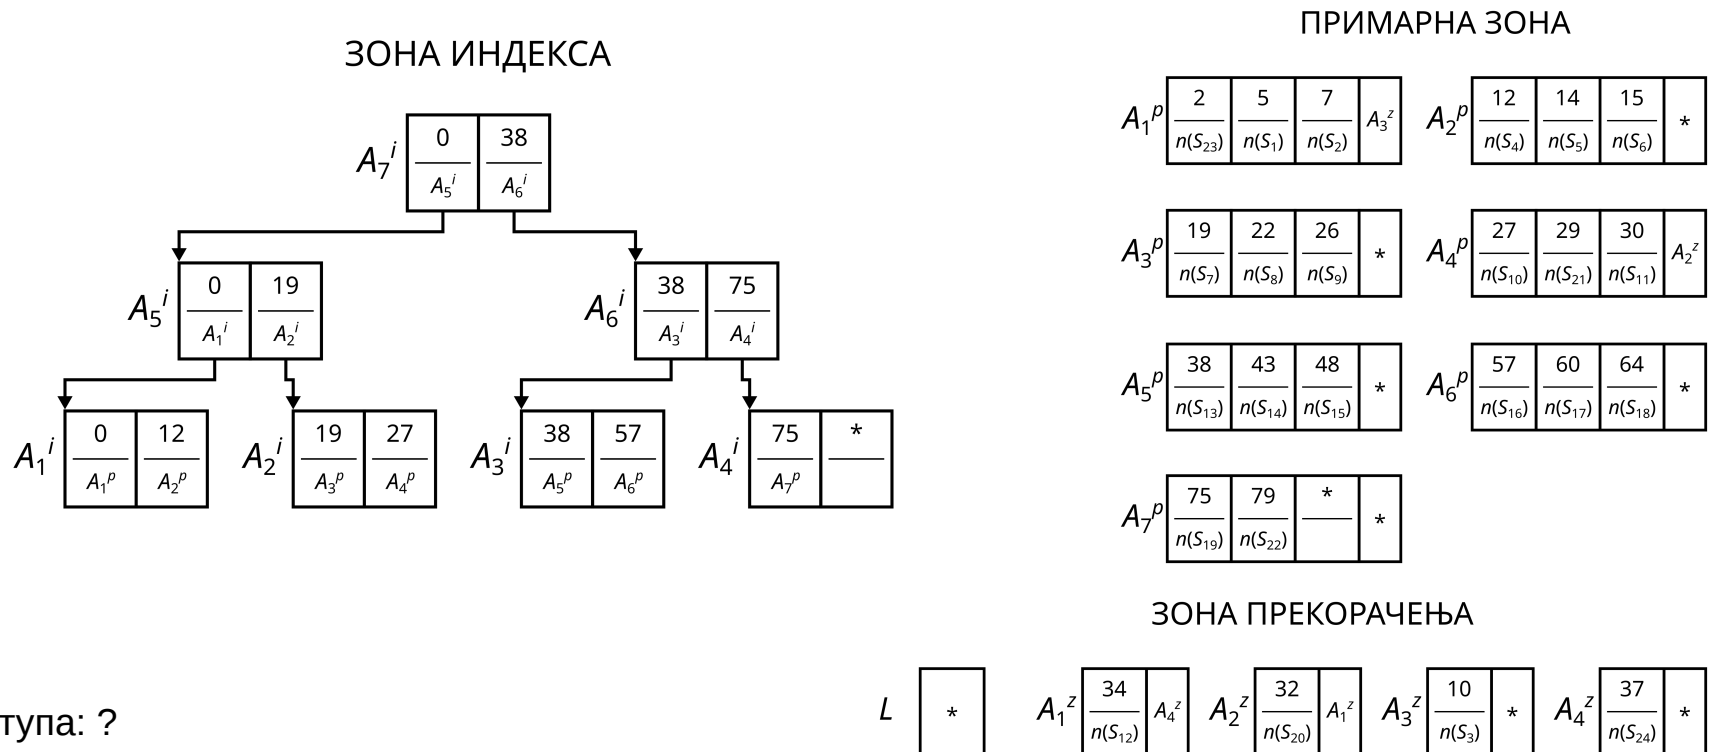 ПРИМАРНА ЗОНА
ЗОНА ИНДЕКСА
A₇ⁱ 0 38
A₅ⁱ A₆ⁱ
A₅ⁱ 0 19 A₆ⁱ 38 75
A₁ⁱ A₂ⁱ A₃ⁱ A₄ⁱ
A₁ⁱ 0 12 A₂ⁱ 19 27 A₃ⁱ 38 57 A₄ⁱ 75 *
A₁ᵖ A₂ᵖ A₃ᵖ A₄ᵖ A₅ᵖ A₆ᵖ A₇ᵖ
A₁ᵖ 2 5 7 A₃ᶻ A₂ᵖ 12 14 15 *
n(S₂₃) n(S₁) n(S₂) n(S₄) n(S₅) n(S₆)
A₃ᵖ 19 22 26 * A₄ᵖ 27 29 30 A₂ᶻ
n(S₇) n(S₈) n(S₉) n(S₁₀) n(S₂₁) n(S₁₁)
A₅ᵖ 38 43 48 * A₆ᵖ 57 60 64 *
n(S₁₃) n(S₁₄) n(S₁₅) n(S₁₆) n(S₁₇) n(S₁₈)
A₇ᵖ 75 79 * *
n(S₁₉) n(S₂₂)
ЗОНА ПРЕКОРАЧЕЊА
L * A₁ᶻ 34 A₄ᶻ A₂ᶻ 32 A₁ᶻ A₃ᶻ 10 * A₄ᶻ 37 *
n(S₁₂) n(S₂₀) n(S₃) n(S₂₄)
тупа: ?